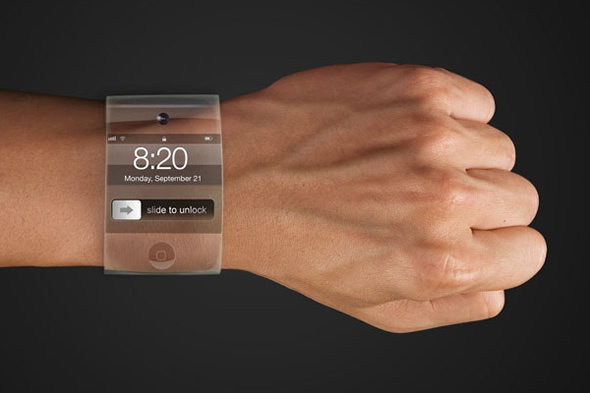 8:20
Monday, September 21
slide to unlock